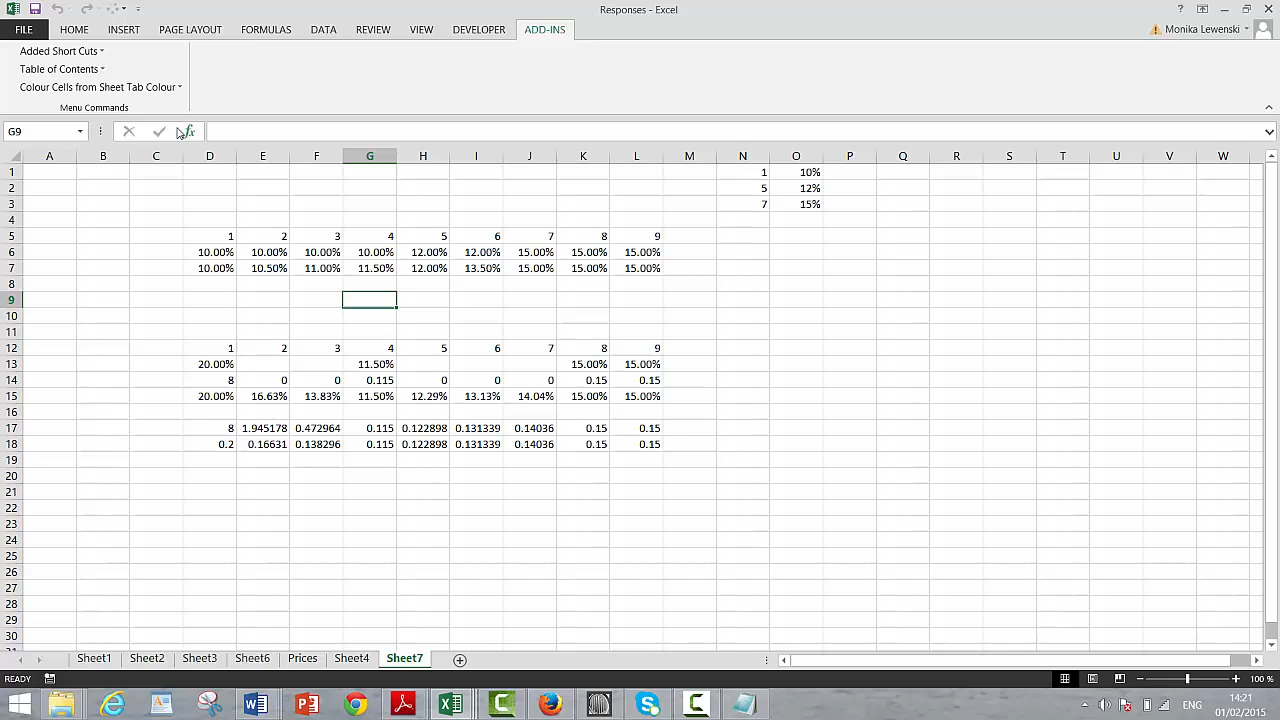 Responses - Excel
FILE HOME INSERT PAGE LAYOUT FORMULAS DATA REVIEW VIEW DEVELOPER ADD-INS Monika Lewenski
Added Short Cuts
Table of Contents
Colour Cells from Sheet Tab Colour
Menu Commands
G9 fx
A B C D E F G H I J K L M N O P Q R S T U V W
1 1 10%
2 5 12%
3 7 15%
4
5 1 2 3 4 5 6 7 8 9
6 10.00% 10.00% 10.00% 10.00% 12.00% 12.00% 15.00% 15.00% 15.00%
7 10.00% 10.50% 11.00% 11.50% 12.00% 13.50% 15.00% 15.00% 15.00%
8
9
10
11
12 1 2 3 4 5 6 7 8 9
13 20.00% 11.50% 15.00% 15.00%
14 8 0 0 0.115 0 0 0 0.15 0.15
15 20.00% 16.63% 13.83% 11.50% 12.29% 13.13% 14.04% 15.00% 15.00%
16
17 8 1.945178 0.472964 0.115 0.122898 0.131339 0.14036 0.15 0.15
18 0.2 0.16631 0.138296 0.115 0.122898 0.131339 0.14036 0.15 0.15
19
20
21
22
23
24
25
26
27
28
29
30
Sheet1 Sheet2 Sheet3 Sheet6 Prices Sheet4 Sheet7
READY 100 %
ENG 14:21
01/02/2015